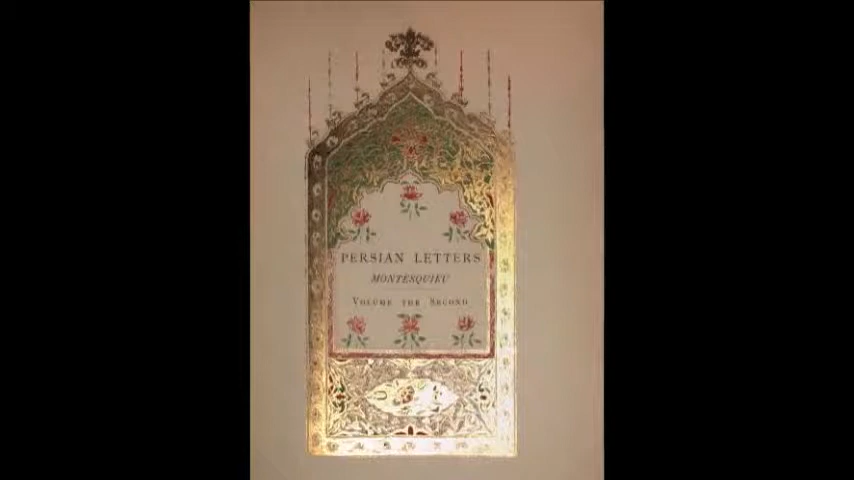 PERSIAN LETTERS
MONTESQUIEU
VOLUME THE SECOND